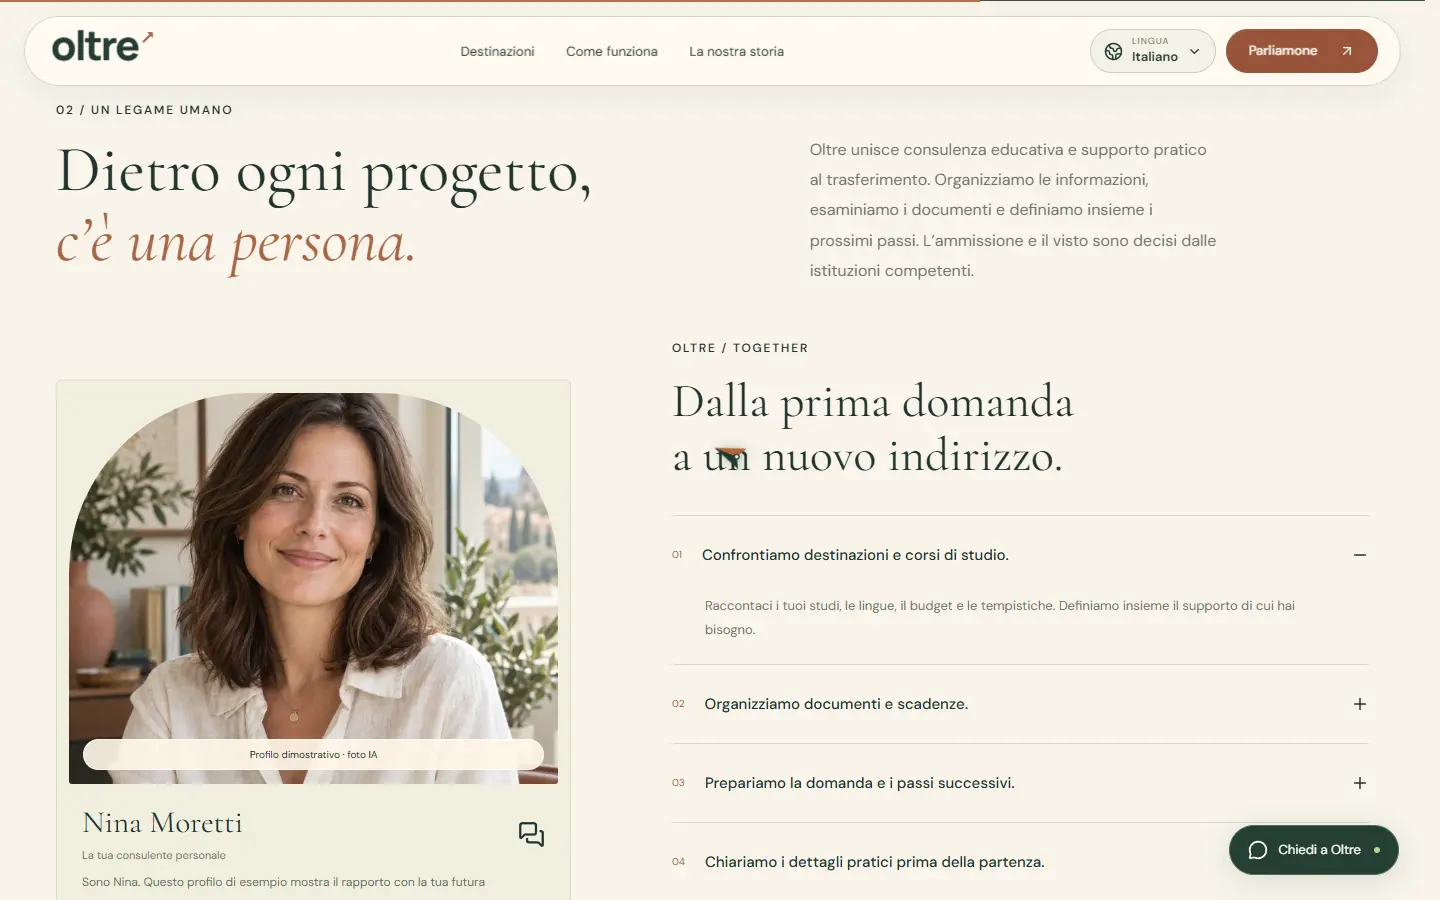 oltre
Destinazioni
Come funziona
La nostra storia
LINGUA
Italiano
Parliamone
02 / UN LEGAME UMANO
Dietro ogni progetto,
c’è una persona.
Oltre unisce consulenza educativa e supporto pratico
al trasferimento. Organizziamo le informazioni,
esaminiamo i documenti e definiamo insieme i
prossimi passi. L’ammissione e il visto sono decisi dalle
istituzioni competenti.
Profilo dimostrativo · foto IA
Nina Moretti
La tua consulente personale
Sono Nina. Questo profilo di esempio mostra il rapporto con la tua futura
OLTRE / TOGETHER
Dalla prima domanda
a un nuovo indirizzo.
01 Confrontiamo destinazioni e corsi di studio.
Raccontaci i tuoi studi, le lingue, il budget e le tempistiche. Definiamo insieme il supporto di cui hai
bisogno.
02 Organizziamo documenti e scadenze.
03 Prepariamo la domanda e i passi successivi.
04 Chiariamo i dettagli pratici prima della partenza.
Chiedi a Oltre